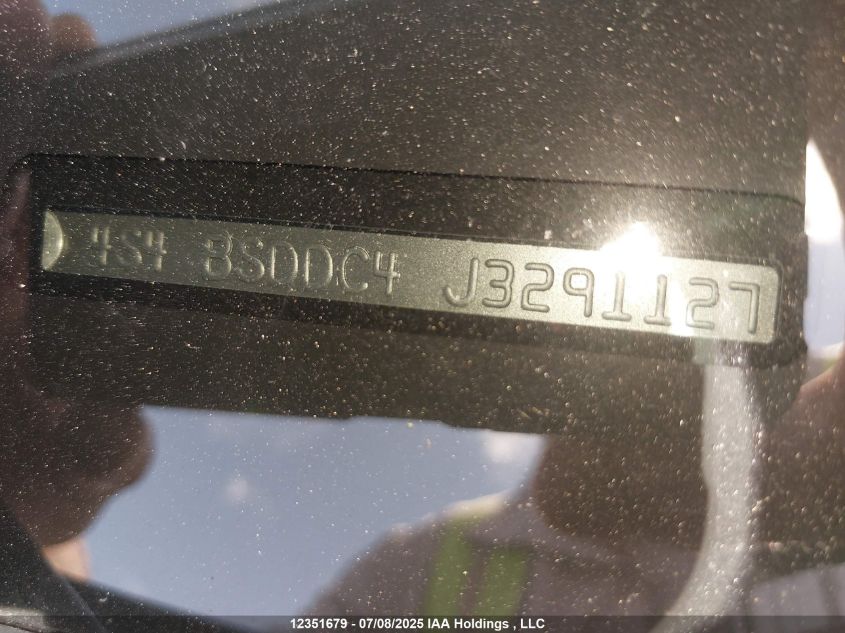 4S4 BSDDC4 J3291127
12351679 - 07/08/2025 IAA Holdings , LLC